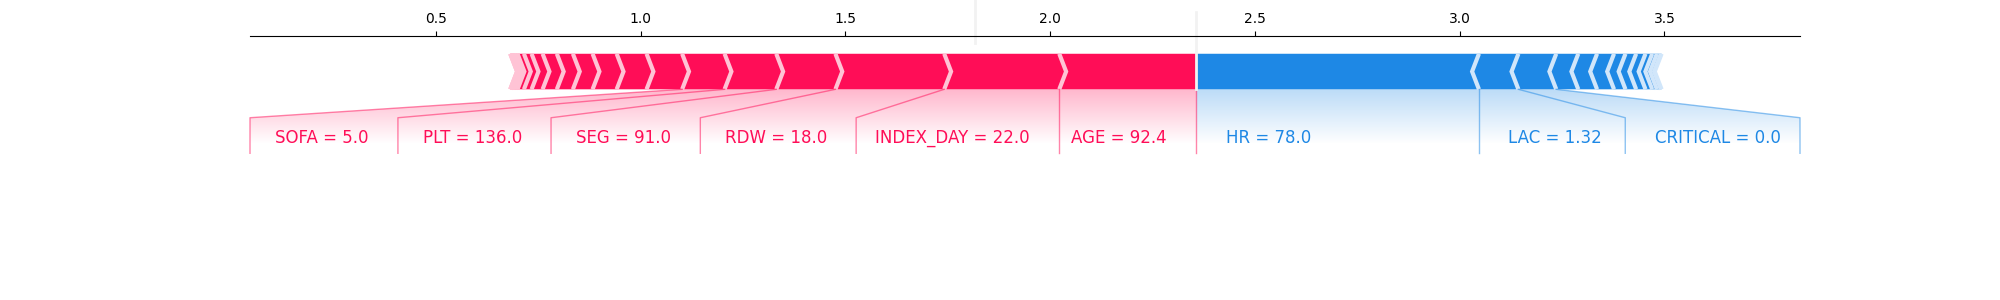 0.5 1.0 1.5 2.0 2.5 3.0 3.5
SOFA = 5.0 PLT = 136.0 SEG = 91.0 RDW = 18.0 INDEX_DAY = 22.0 AGE = 92.4 HR = 78.0 LAC = 1.32 CRITICAL = 0.0